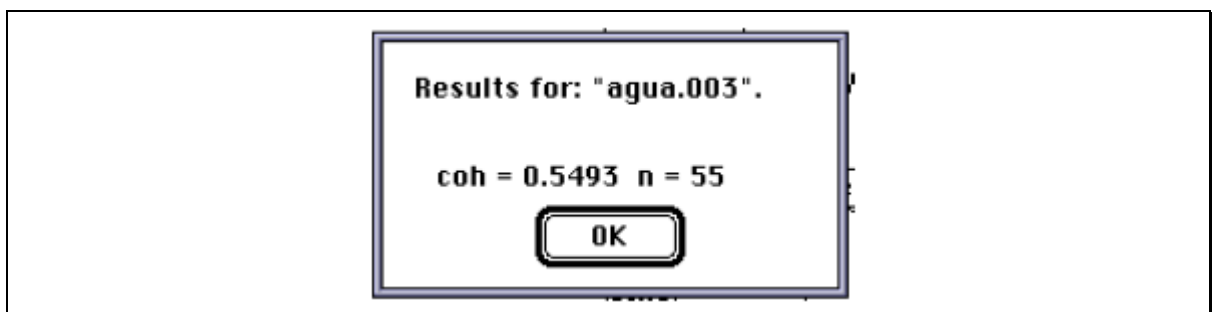 Results for: "agua.003".
coh = 0.5493 n = 55
OK